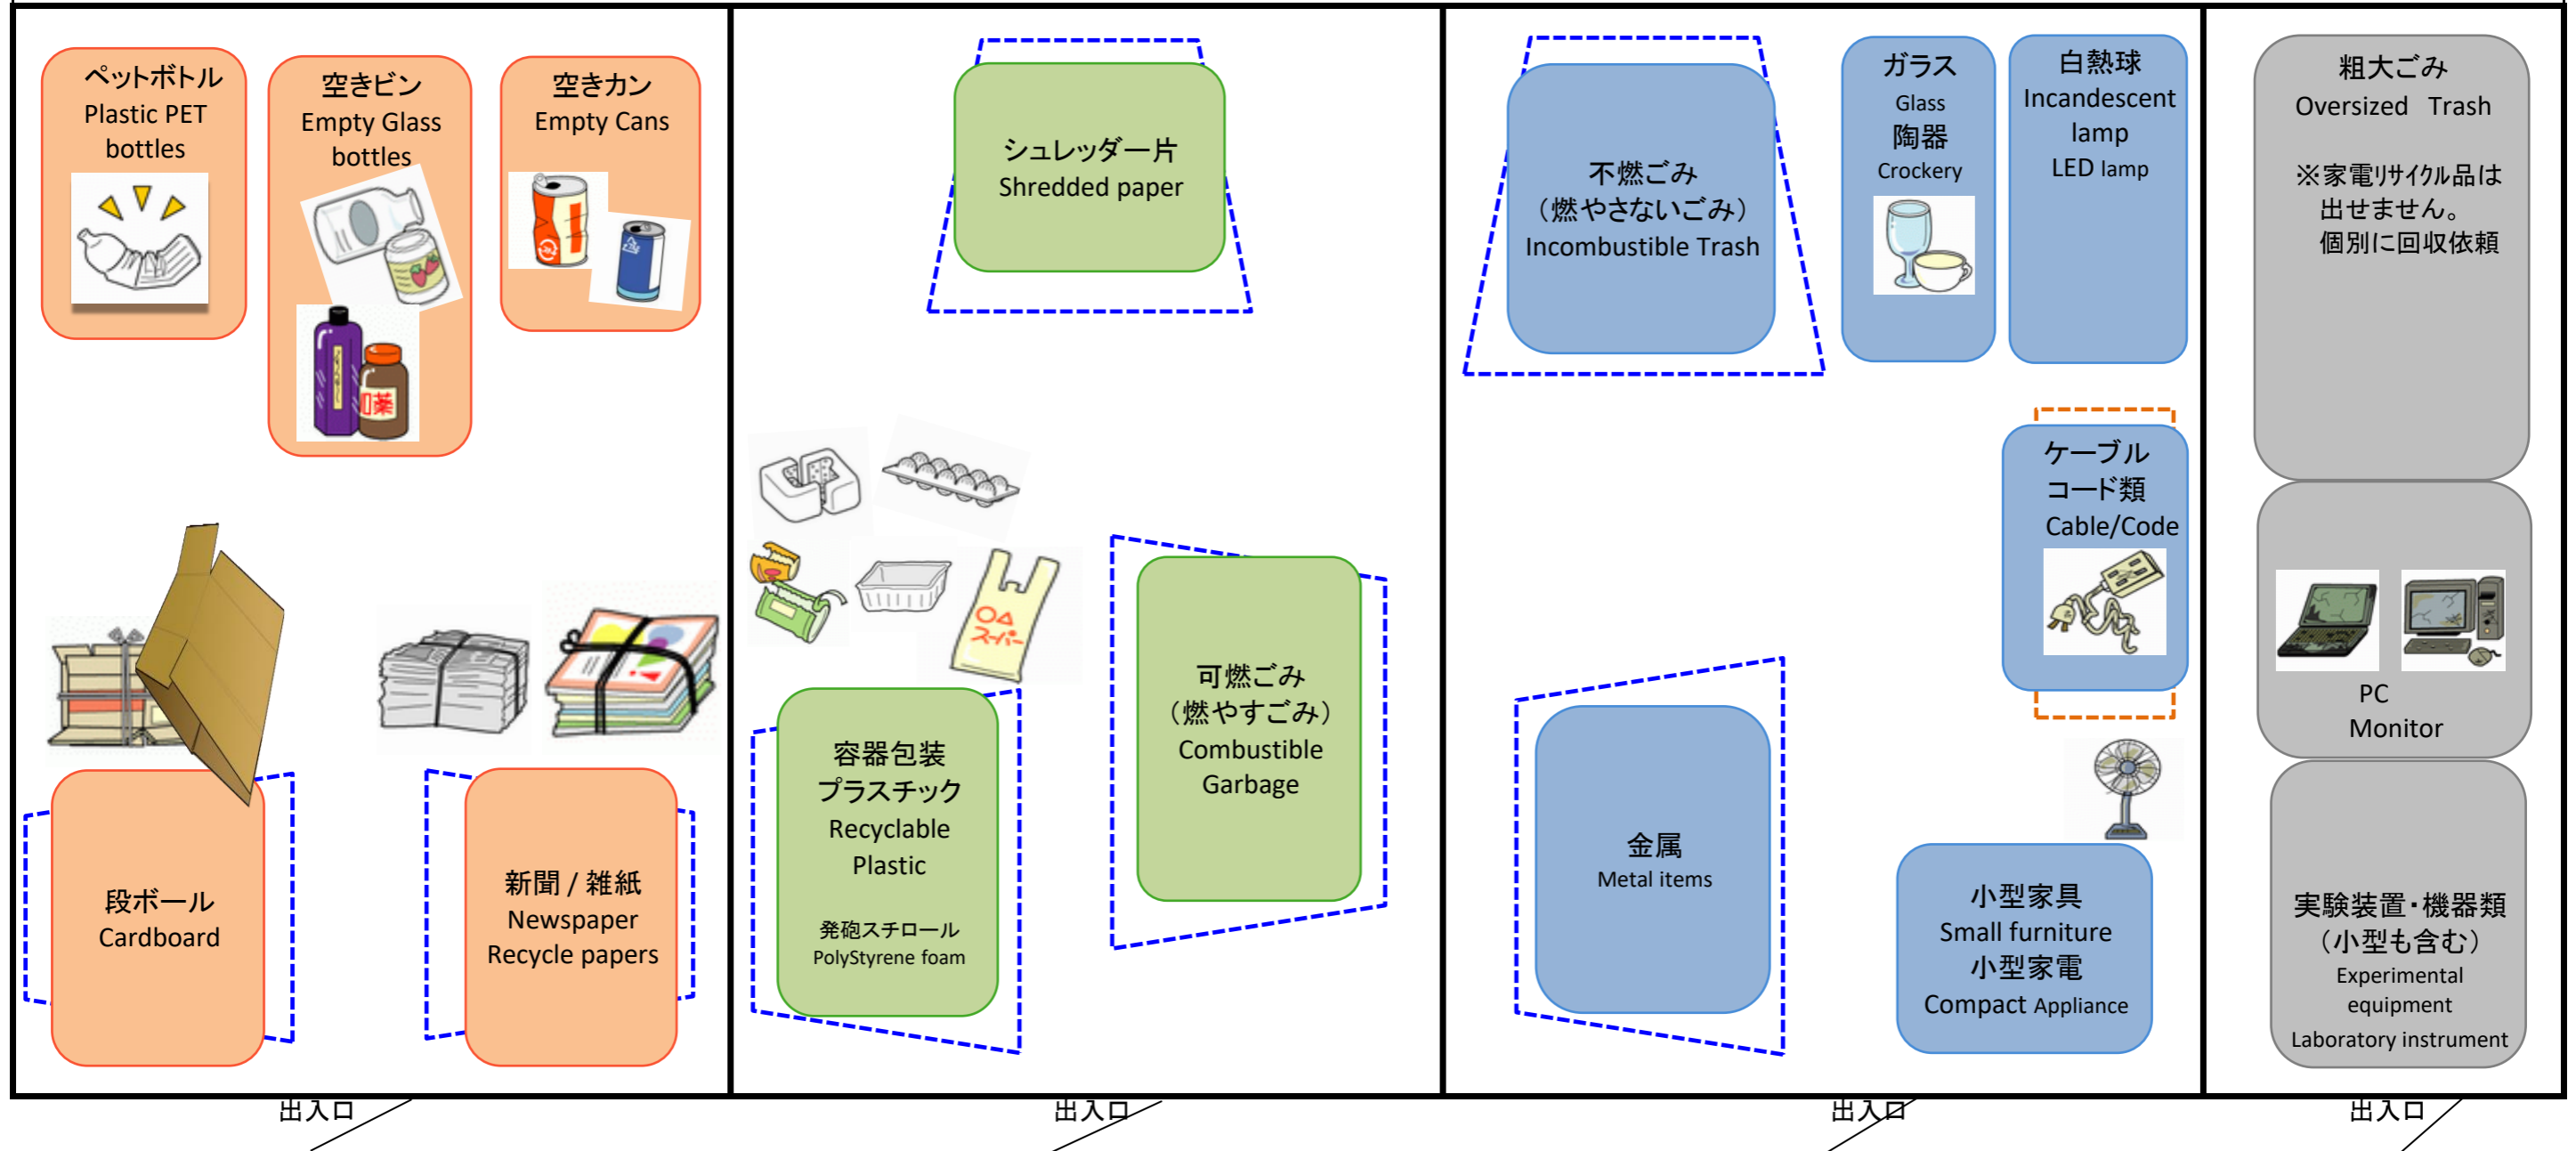 ペットボトル
Plastic PET
bottles
空きビン
Empty Glass
bottles
空きカン
Empty Cans
薬
段ボール
Cardboard
新聞 / 雑紙
Newspaper
Recycle papers
シュレッダー片
Shredded paper
〇△
スーパー
容器包装
プラスチック
Recyclable
Plastic
発砲スチロール
PolyStyrene foam
可燃ごみ
（燃やすごみ）
Combustible
Garbage
不燃ごみ
（燃やさないごみ）
Incombustible Trash
ガラス
Glass
陶器
Crockery
白熱球
Incandescent
lamp
LED lamp
ケーブル
コード類
Cable/Code
金属
Metal items
小型家具
Small furniture
小型家電
Compact Appliance
粗大ごみ
Oversized Trash
※家電リサイクル品は
出せません。
個別に回収依頼
PC
Monitor
実験装置・機器類
（小型も含む）
Experimental
equipment
Laboratory instrument
出入口
出入口
出入口
出入口